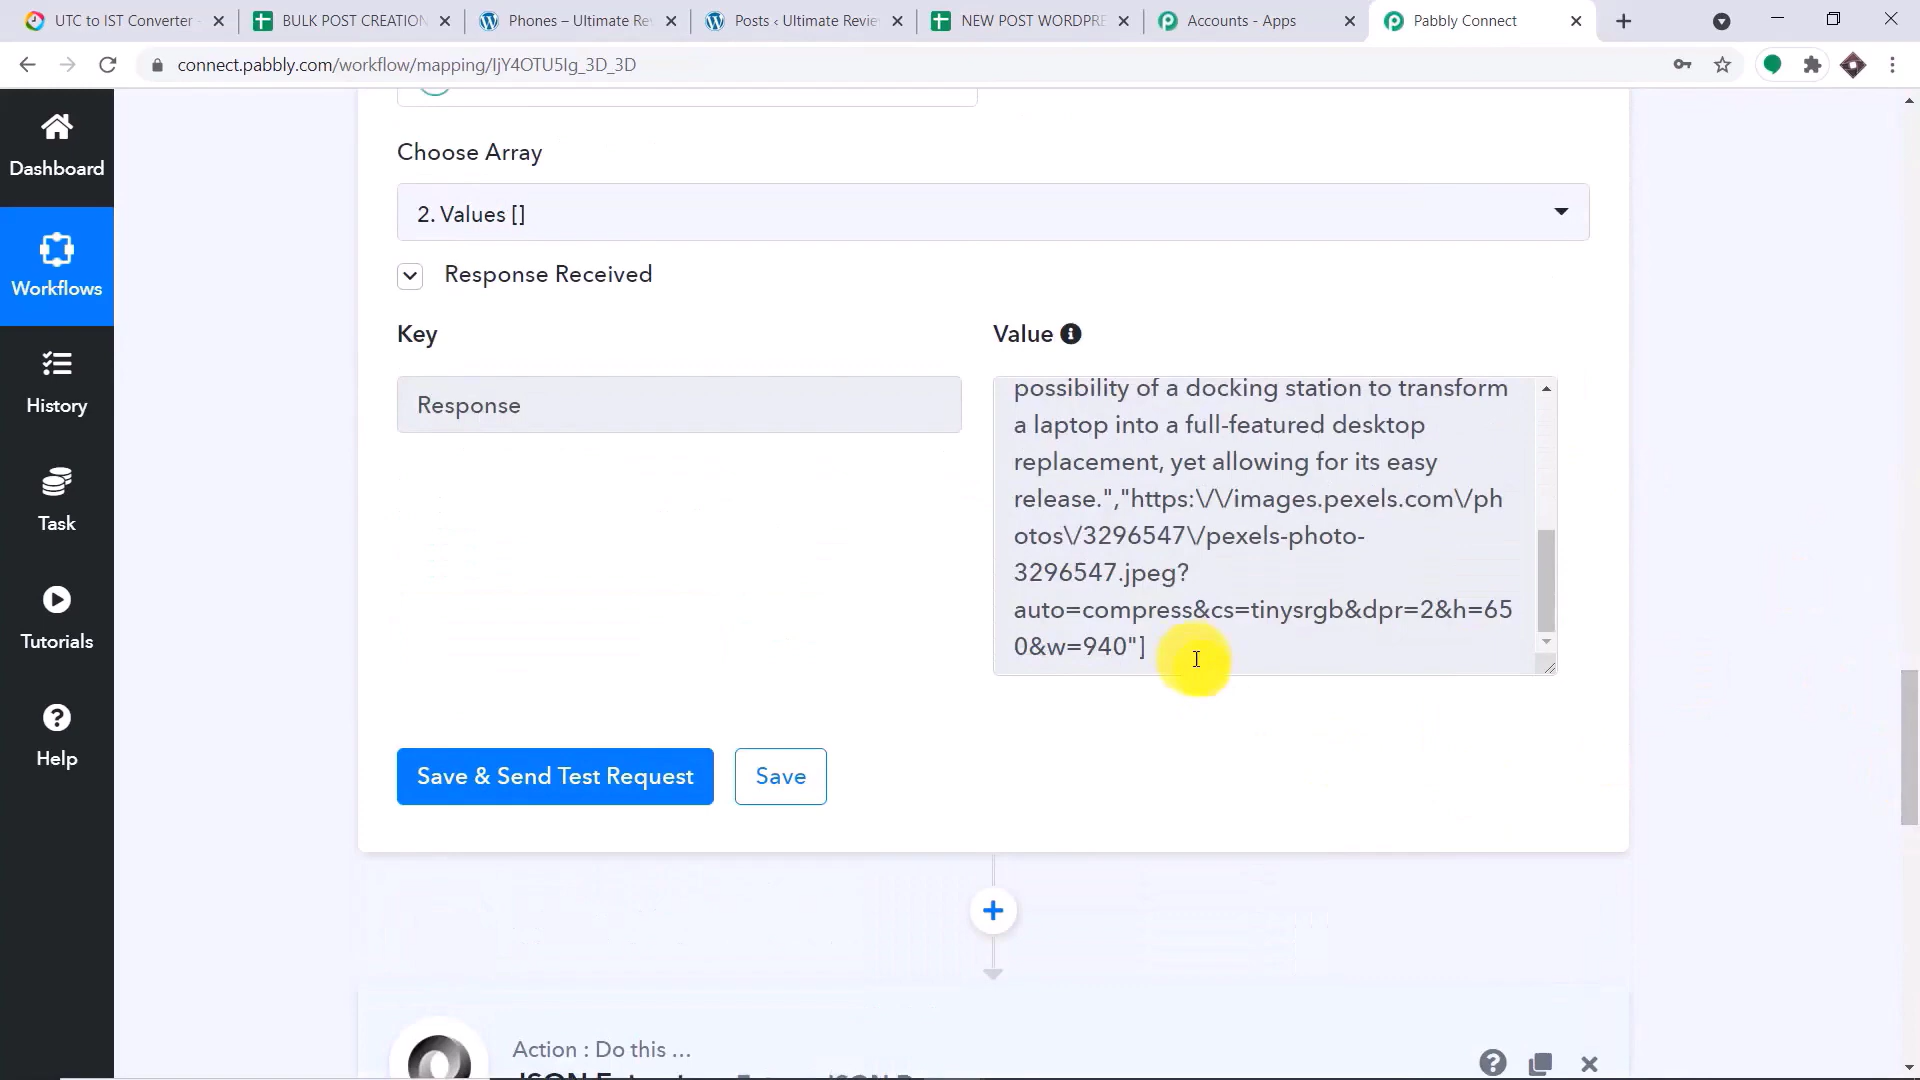 UTC to IST Converter -
BULK POST CREATION
Phones – Ultimate Re
Posts ‹ Ultimate Revie
NEW POST WORDPRE
Accounts - Apps
Pabbly Connect
connect.pabbly.com/workflow/mapping/IjY4OTU5Ig_3D_3D
Dashboard
Workflows
History
Task
Tutorials
Help
Choose Array
2. Values []
Response Received
Key
Value
Response
possibility of a docking station to transform
a laptop into a full-featured desktop
replacement, yet allowing for its easy
release.","https:\/\/images.pexels.com\/ph
otos\/3296547\/pexels-photo-
3296547.jpeg?
auto=compress&cs=tinysrgb&dpr=2&h=65
0&w=940"]
Save & Send Test Request
Save
Action : Do this ...